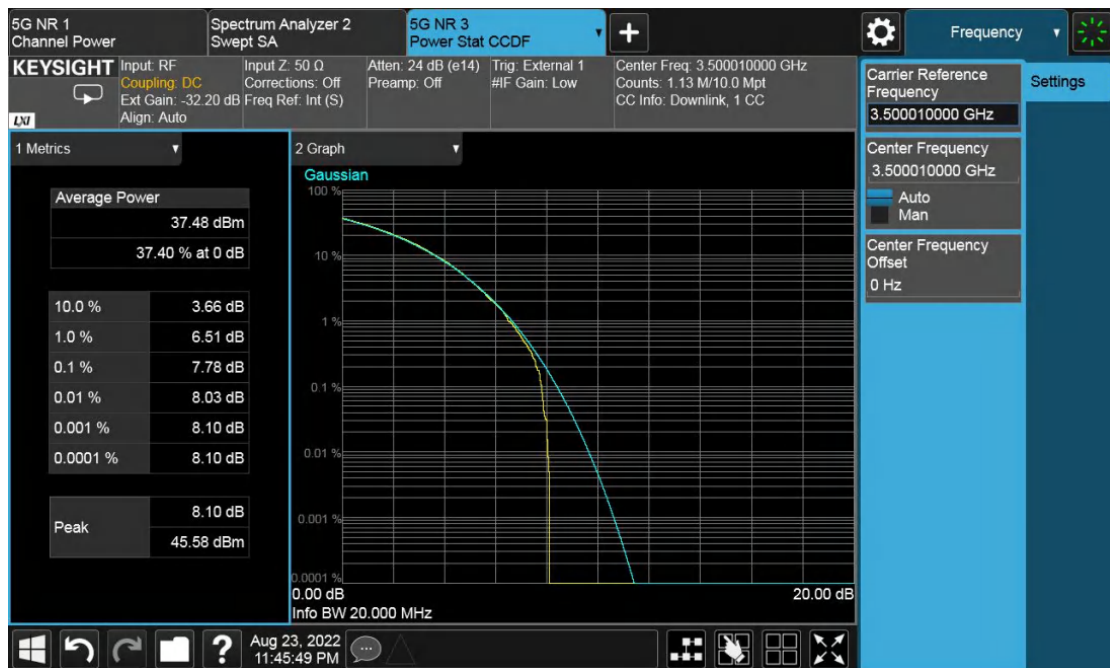 5G NR 1
Channel Power
Spectrum Analyzer 2
Swept SA
5G NR 3
Power Stat CCDF
Frequency
KEYSIGHT
LXI
Input: RF
Coupling: DC
Ext Gain: -32.20 dB
Align: Auto
Input Z: 50 Ω
Corrections: Off
Freq Ref: Int (S)
Atten: 24 dB (e14)
Preamp: Off
Trig: External 1
#IF Gain: Low
Center Freq: 3.500010000 GHz
Counts: 1.13 M/10.0 Mpt
CC Info: Downlink, 1 CC
Carrier Reference
Frequency
3.500010000 GHz
Settings
Center Frequency
3.500010000 GHz
Auto
Man
Center Frequency
Offset
0 Hz
1 Metrics
Average Power
37.48 dBm
37.40 % at 0 dB
10.0 % 3.66 dB
1.0 % 6.51 dB
0.1 % 7.78 dB
0.01 % 8.03 dB
0.001 % 8.10 dB
0.0001 % 8.10 dB
Peak
8.10 dB
45.58 dBm
2 Graph
Gaussian
100 %
10 %
1 %
0.1 %
0.01 %
0.001 %
0.0001 %
0.00 dB
20.00 dB
Info BW 20.000 MHz
?
Aug 23, 2022
11:45:49 PM